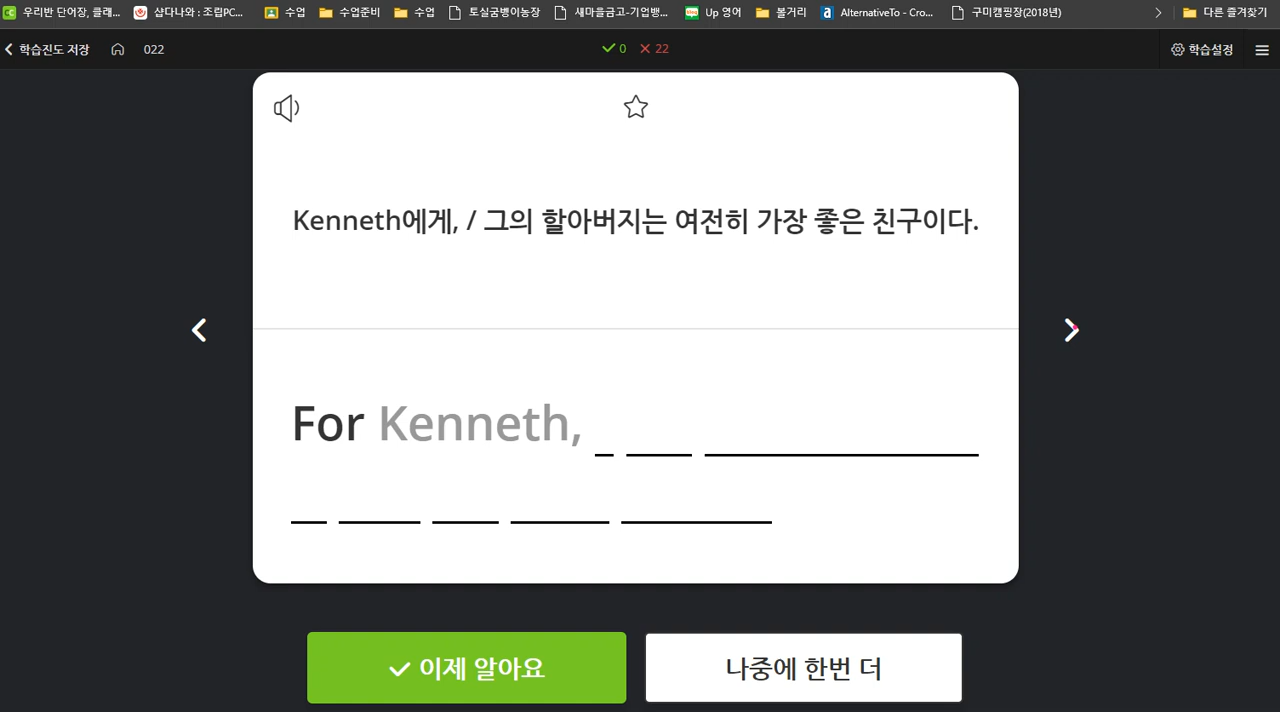 우리반 단어장, 클래... 샵다나와 : 조립PC... 수업 수업준비 수업 토실굼벵이농장 새마을금고-기업뱅... Up 영어 볼거리 AlternativeTo - Cro... 구미캠핑장(2018년) 다른 즐겨찾기
학습진도 저장 022 0 22 학습설정
Kenneth에게, / 그의 할아버지는 여전히 가장 좋은 친구이다.
For Kenneth,
이제 알아요 나중에 한번 더